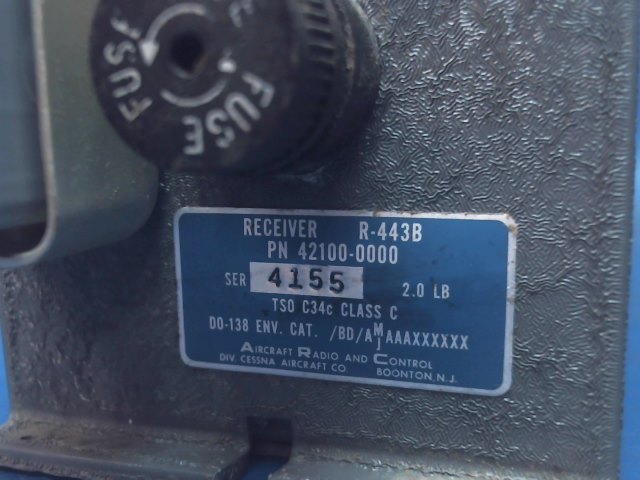 FUSE
FUSE
RECEIVER R-443B
PN 42100-0000
SER 4155 2.0 LB
TSO C34c CLASS C
DO-138 ENV. CAT. /BD/AMJAAAXXXXXX
AIRCRAFT RADIO AND CONTROL
DIV. CESSNA AIRCRAFT CO. BOONTON, N.J.